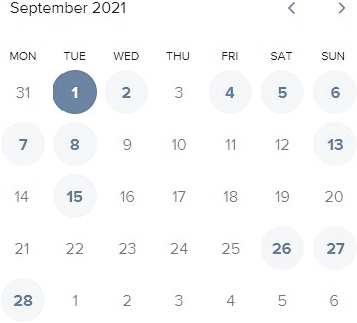 September 2021
MON TUE WED THU FRI SAT SUN
31 1 2 3 4 5 6
7 8 9 10 11 12 13
14 15 16 17 18 19 20
21 22 23 24 25 26 27
28 1 2 3 4 5 6